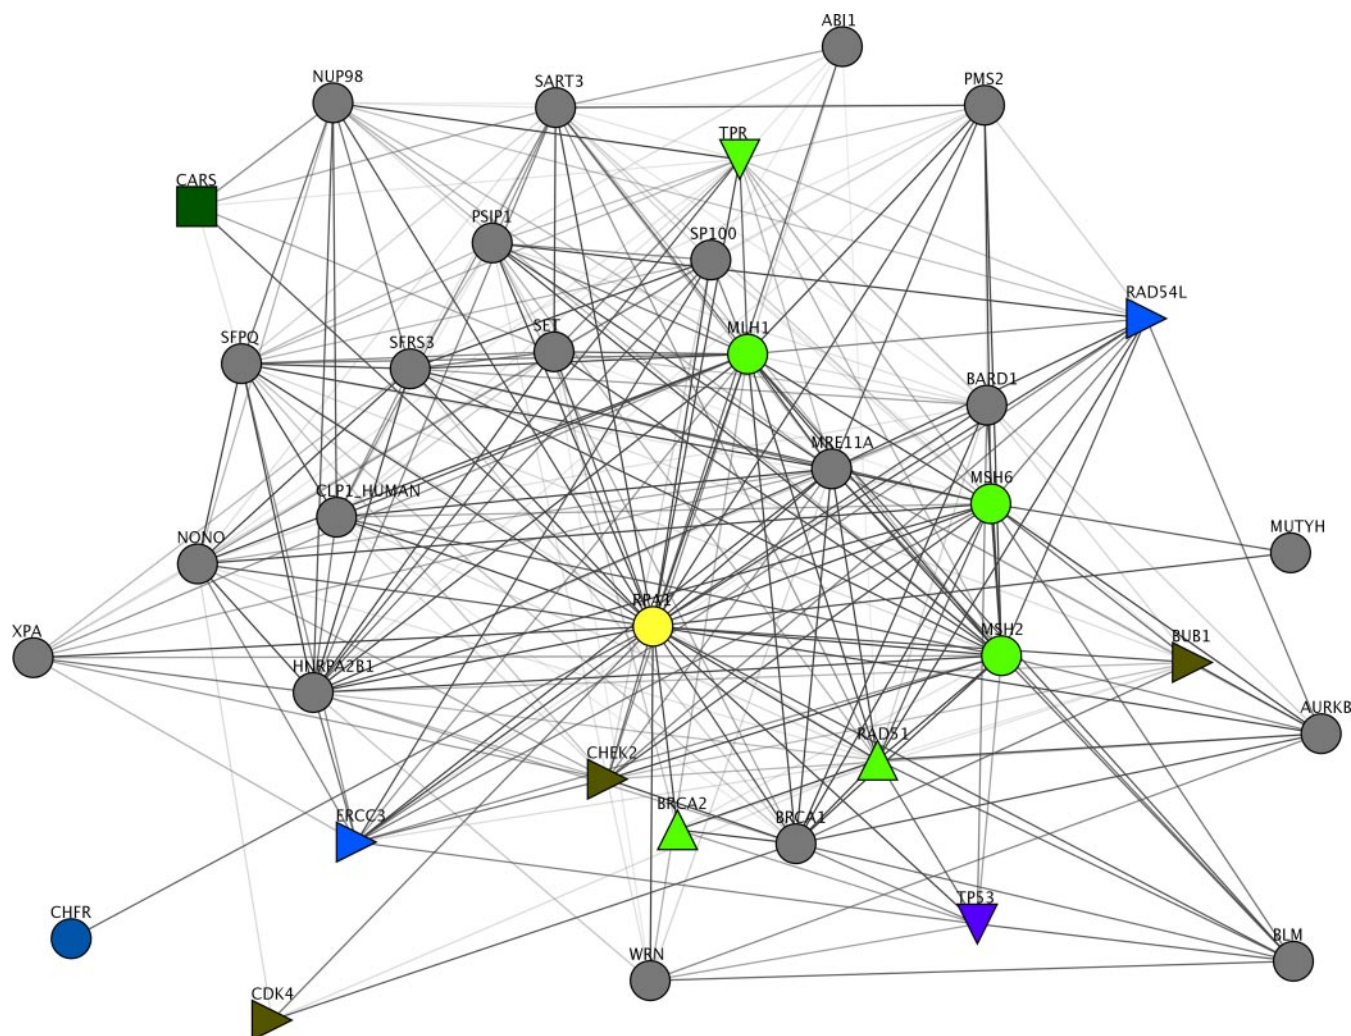 ABI1
NUP98
SART3
PMS2
TPR
CARS
PSIP1
SP100
RAD54L
SFPQ
SFRS3
SET
MLH1
BARD1
MRE11A
CLP1_HUMAN
MSH6
NONO
MUTYH
RPA1
XPA
MSH2
BUB1
HNRPA2B1
AURKB
RAD51
CHEK2
BRCA2
ERCC3
BRCA1
TP53
CHFR
WRN
BLM
CDK4